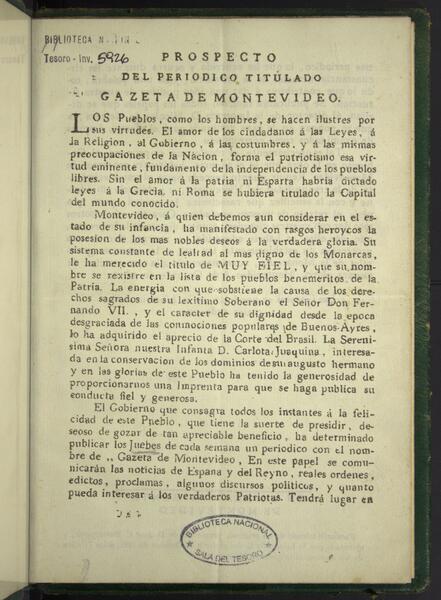 BIBLIOTECA
Tesoro - Inv. 5926
PROSPECTO
DEL PERIODICO TITULADO
GAZETA DE MONTEVIDEO.
LOS Pueblos, como los hombres, se hacen ilustres por
sus virtudes. El amor de los cindadanos á las Leyes, á
la Religion, al Gobierno, á las costumbres, y á las mismas
preocupaciones de la Nacion, forma el patriotismo esa vir-
tud eminente, fundamento de la independencia de los pueblos
libres. Sin el amor á la patria ni Esparta habria dictado
leyes á la Grecia, ni Roma se hubiera titulado la Capital
del mundo conocido.
Montevideo, á quien debemos aun considerar en el es-
tado de su infancia, ha manifestado con rasgos heroycos la
posesion de los mas nobles deseos á la verdadera gloria. Su
sistema constante de lealtad al mas digno de los Monarcas,
le ha merecido el titulo de MUY FIEL, y que su nom-
bre se rexistre en la lista de los pueblos benemeritos de la
Patria. La energia con que sobstiene la causa de los dere-
chos sagrados de su lexitimo Soberano el Señor Don Fer-
nando VII., y el caracter de su dignidad desde la epoca
desgraciada de las conmociones populares de Buenos-Ayres,
lo ha adquirido el aprecio de la Corte del Brasil. La Sereni-
sima Señora nuestra Infanta D. Carlota Juaquina, interesa-
da en la conservacion de los dominios de su augusto hermano
y en las glorias de este Pueblo ha tenido la generosidad de
proporcionarnos una Imprenta para que se haga publica su
conducta fiel y generosa.
El Gobierno que consagra todos los instantes á la feli-
cidad de este Pneblo, que tiene la suerte de presidir, de-
seoso de gozar de tan apreciable beneficio, ha determinado
publicar los Juebes de cada semana un periodico con el nom-
bre de ,, Gazeta de Montevideo, En este papel se comu-
nicarán las noticias de Espana y del Reyno, reales ordenes,
edictos, proclamas, algunos discursos politicos, y quanto
pueda interesar á los verdaderos Patriotas. Tendrá lugar en
BIBLIOTECA NACIONAL
SALA DEL TESORO